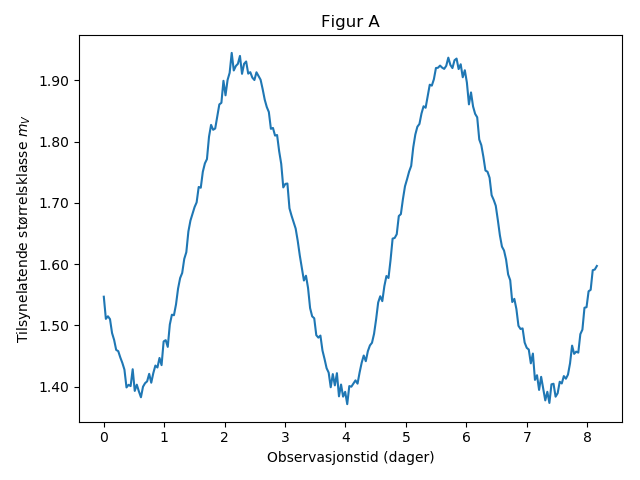 Figur A
Tilsynelatende størrelsklasse $m_V$
1.90
1.80
1.70
1.60
1.50
1.40
0 1 2 3 4 5 6 7 8
Observasjonstid (dager)